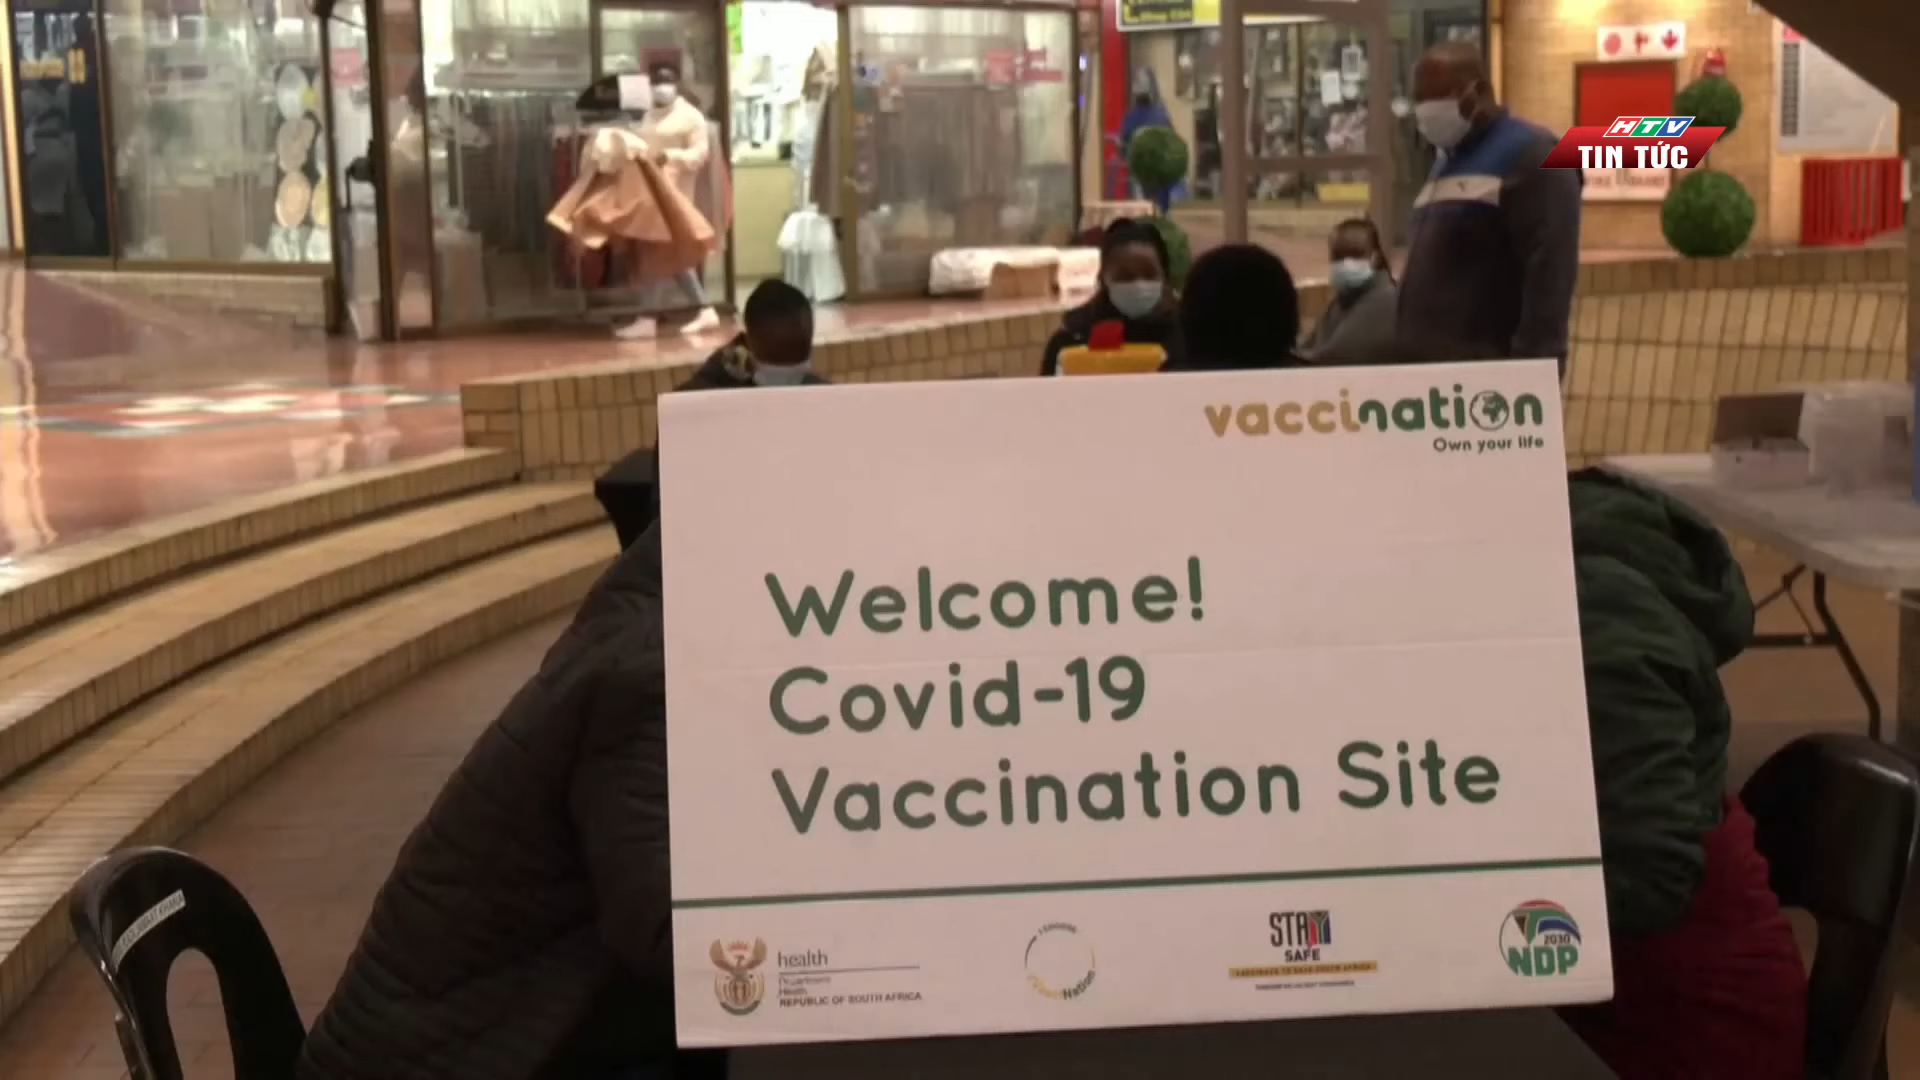 HTV
TIN TỨC
vaccination
Own your life
Welcome!
Covid-19
Vaccination Site
health
Department:
Health
REPUBLIC OF SOUTH AFRICA
STAY
SAFE
2030
NDP